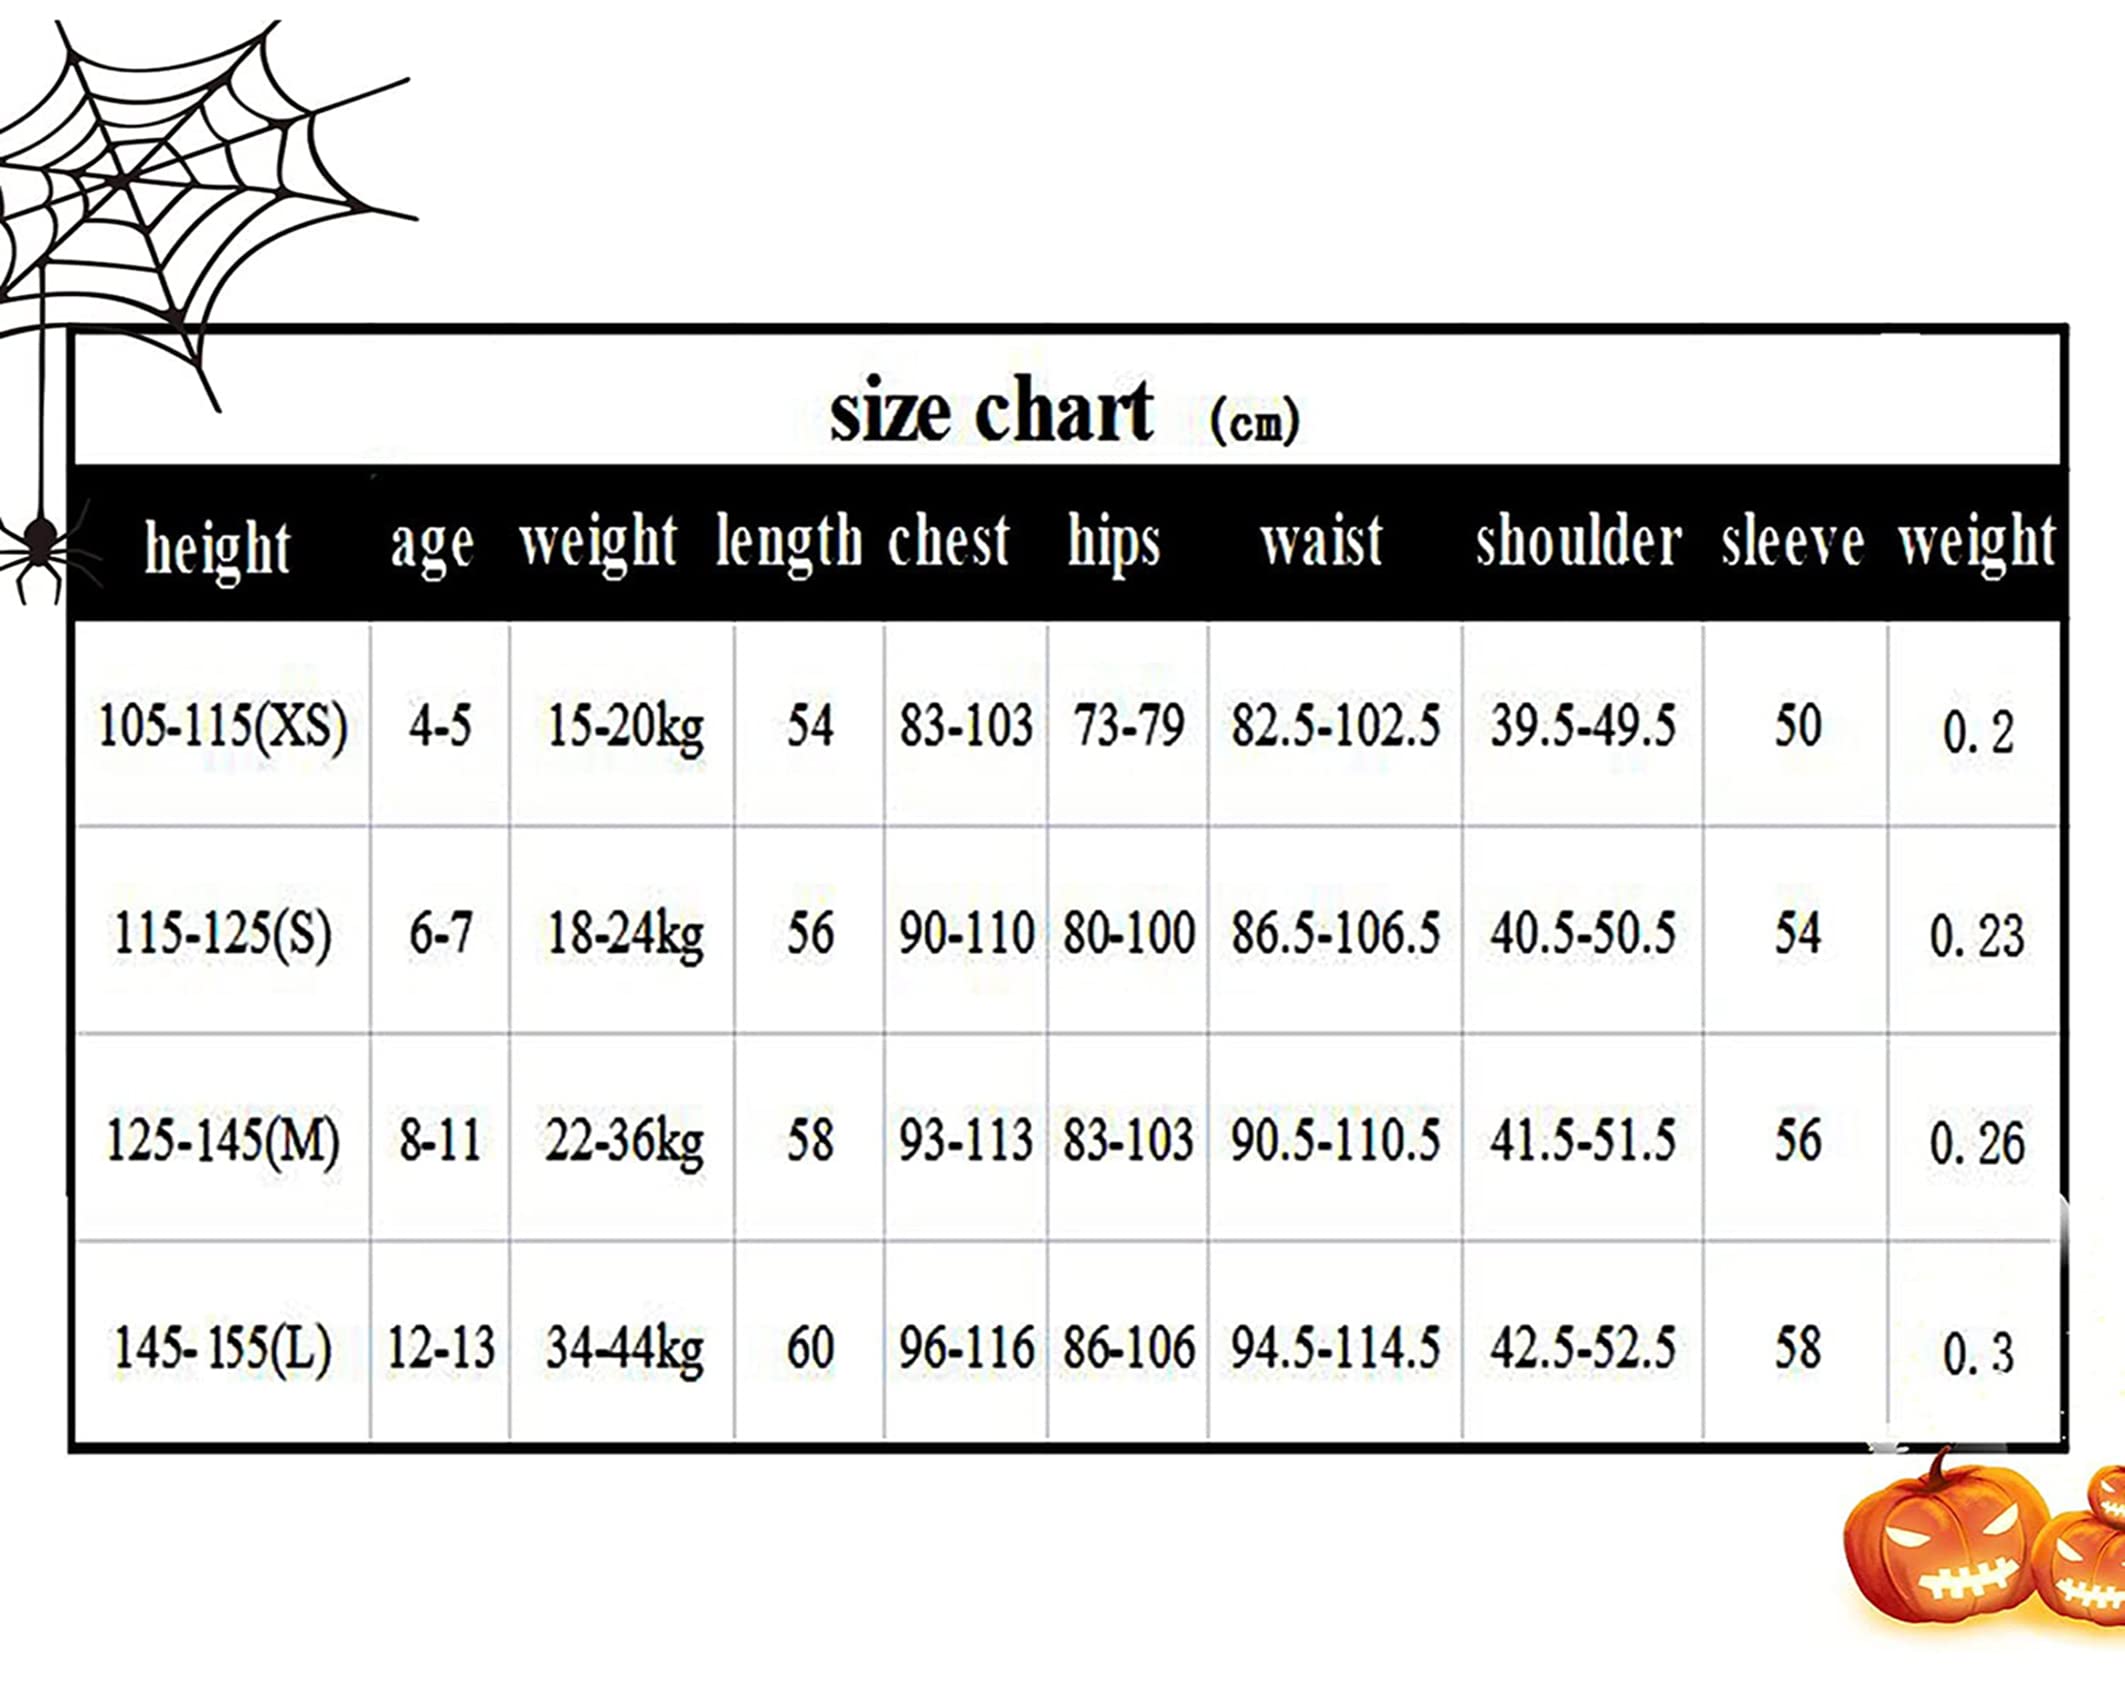 size chart (cm)
height age weight length chest hips waist shoulder sleeve weight
105-115(XS) 4-5 15-20kg 54 83-103 73-79 82.5-102.5 39.5-49.5 50 0.2
115-125(S) 6-7 18-24kg 56 90-110 80-100 86.5-106.5 40.5-50.5 54 0.23
125-145(M) 8-11 22-36kg 58 93-113 83-103 90.5-110.5 41.5-51.5 56 0.26
145-155(L) 12-13 34-44kg 60 96-116 86-106 94.5-114.5 42.5-52.5 58 0.3